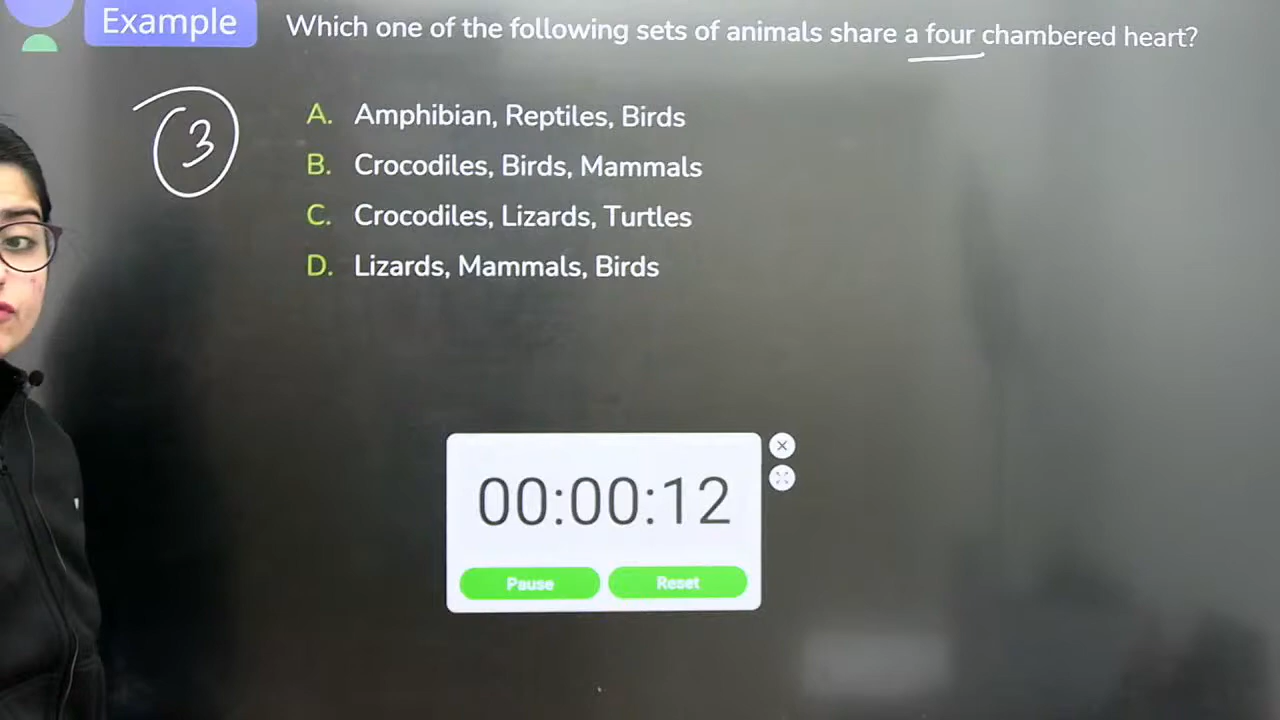 Example
Which one of the following sets of animals share a four chambered heart?
3
A. Amphibian, Reptiles, Birds
B. Crocodiles, Birds, Mammals
C. Crocodiles, Lizards, Turtles
D. Lizards, Mammals, Birds
00:00:12
Pause Reset